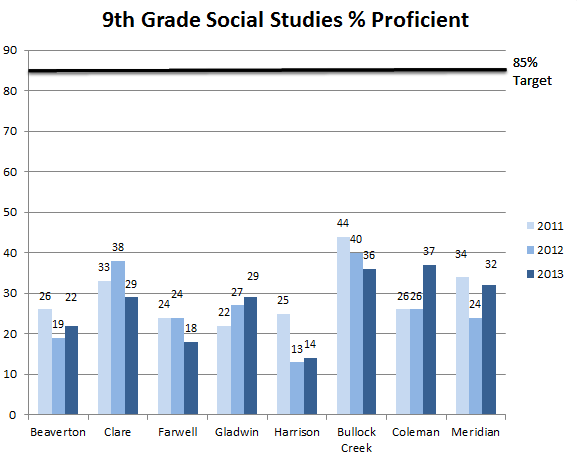 9th Grade Social Studies % Proficient
90
80
70
60
50
40
30
20
10
0
85%
Target
26 19 22
33 38 29
24 24 18
22 27 29
25 13 14
44 40 36
26 26 37
34 24 32
Beaverton Clare Farwell Gladwin Harrison Bullock Coleman Meridian
Creek
2011
2012
2013